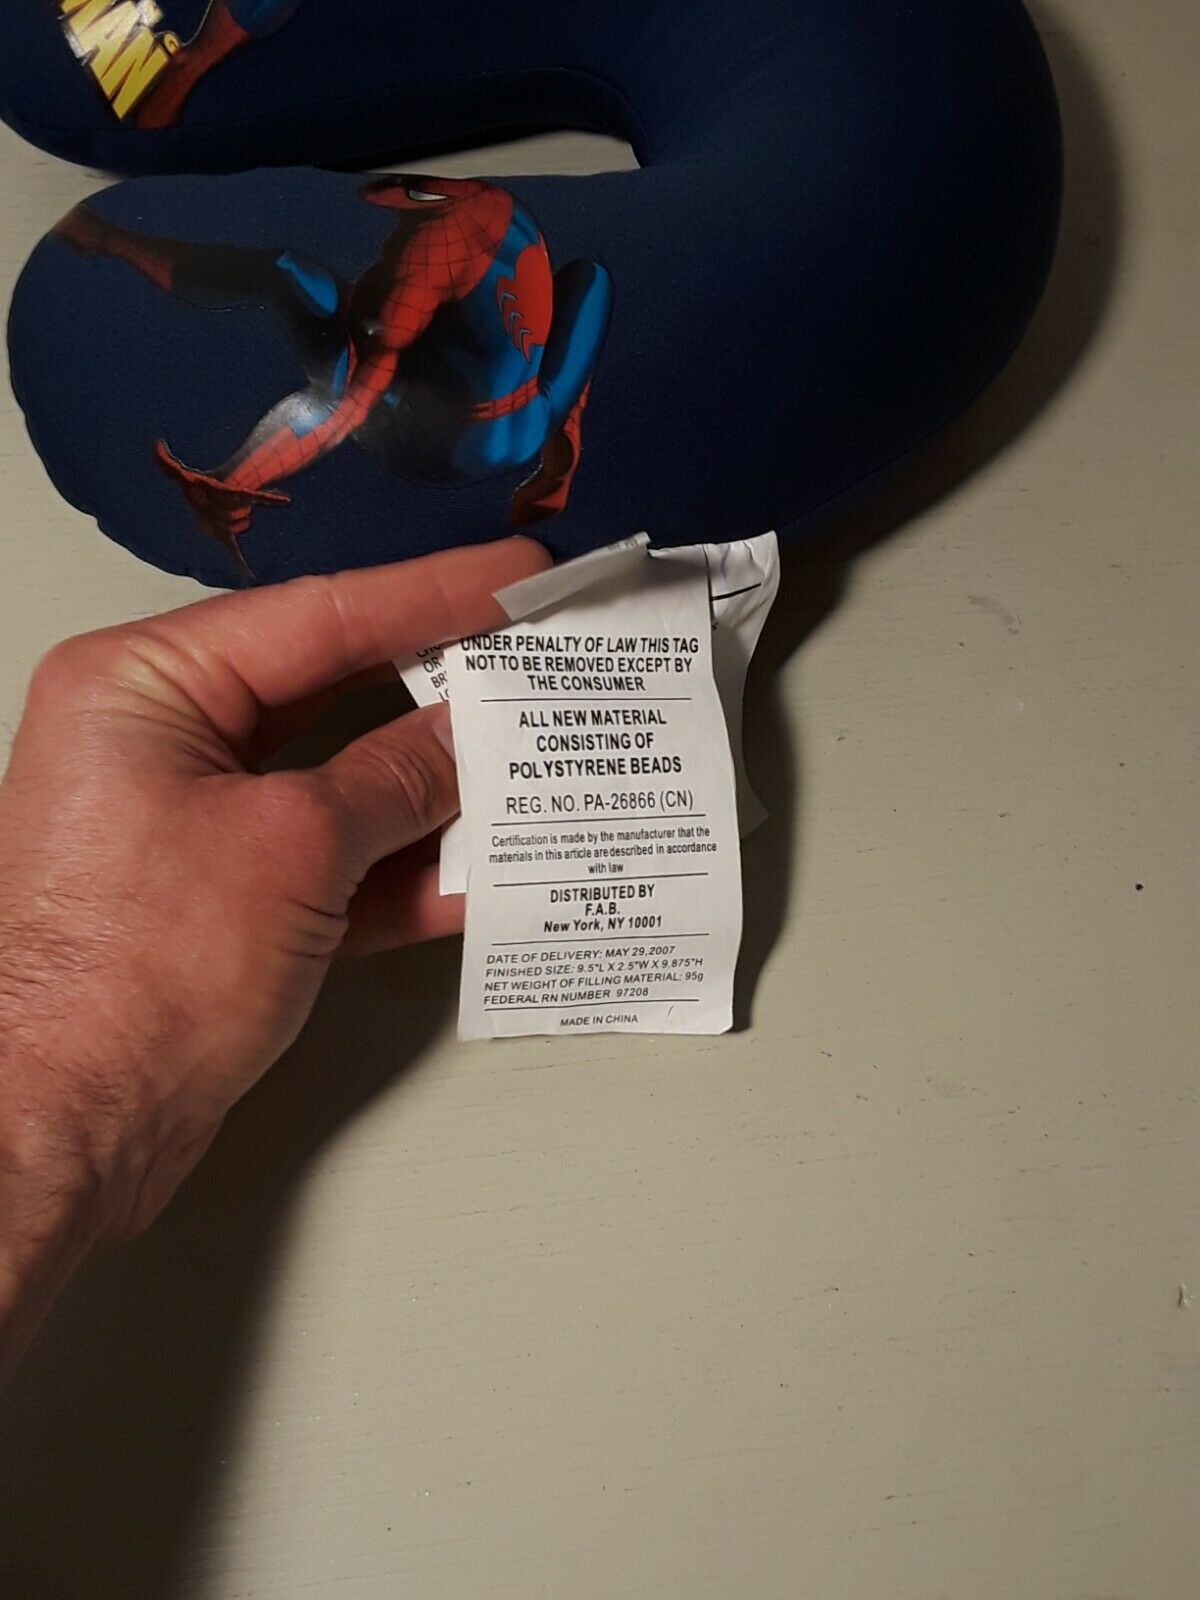 MAN
UNDER PENALTY OF LAW THIS TAG
NOT TO BE REMOVED EXCEPT BY
THE CONSUMER
ALL NEW MATERIAL
CONSISTING OF
POLYSTYRENE BEADS
REG. NO. PA-26866 (CN)
Certification is made by the manufacturer that the
materials in this article are described in accordance
with law
DISTRIBUTED BY
F.A.B.
New York, NY 10001
DATE OF DELIVERY: MAY 29,2007
FINISHED SIZE: 9.5"L X 2.5"W X 9.875"H
NET WEIGHT OF FILLING MATERIAL: 95g
FEDERAL RN NUMBER 97208
MADE IN CHINA
OR